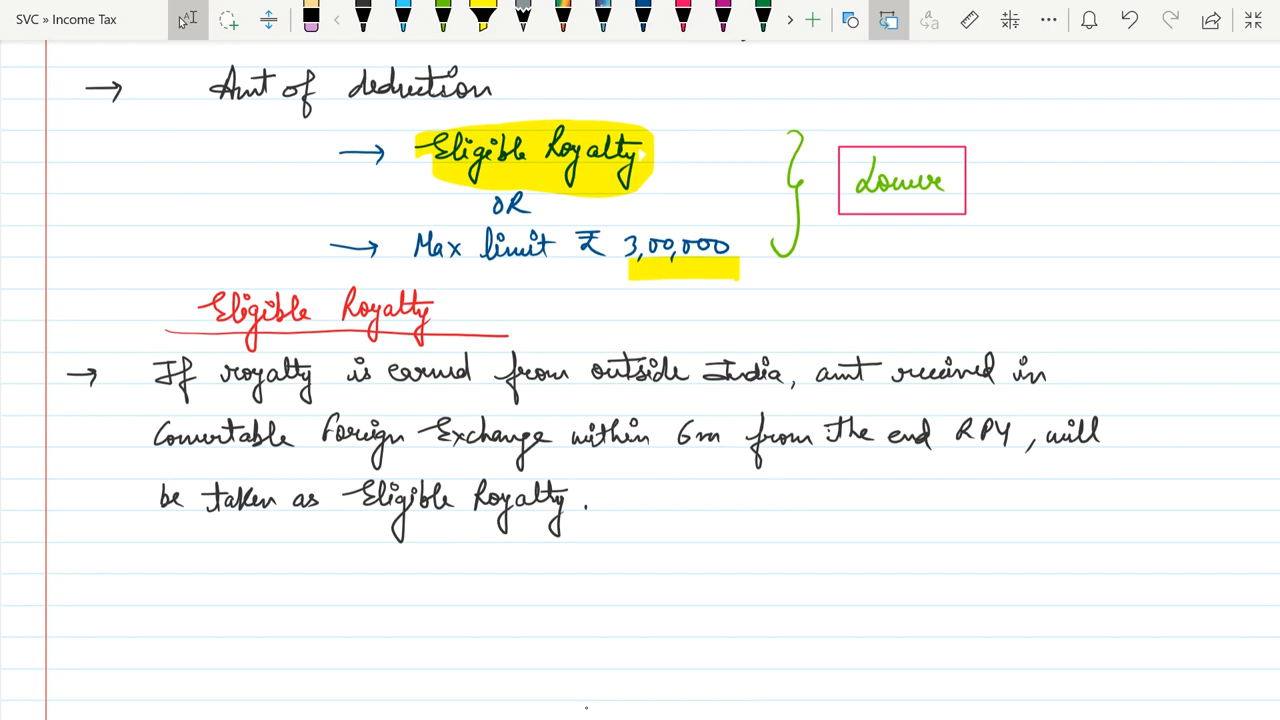 SVC » Income Tax
→ Amt of deduction
→ Eligible Royalty
OR
→ Max limit ₹ 3,00,000
Lower
Eligible Royalty
→ If royalty is earned from outside India, amt received in
Convertable Foreign Exchange within 6m from the end RPY, will
be taken as Eligible Royalty.